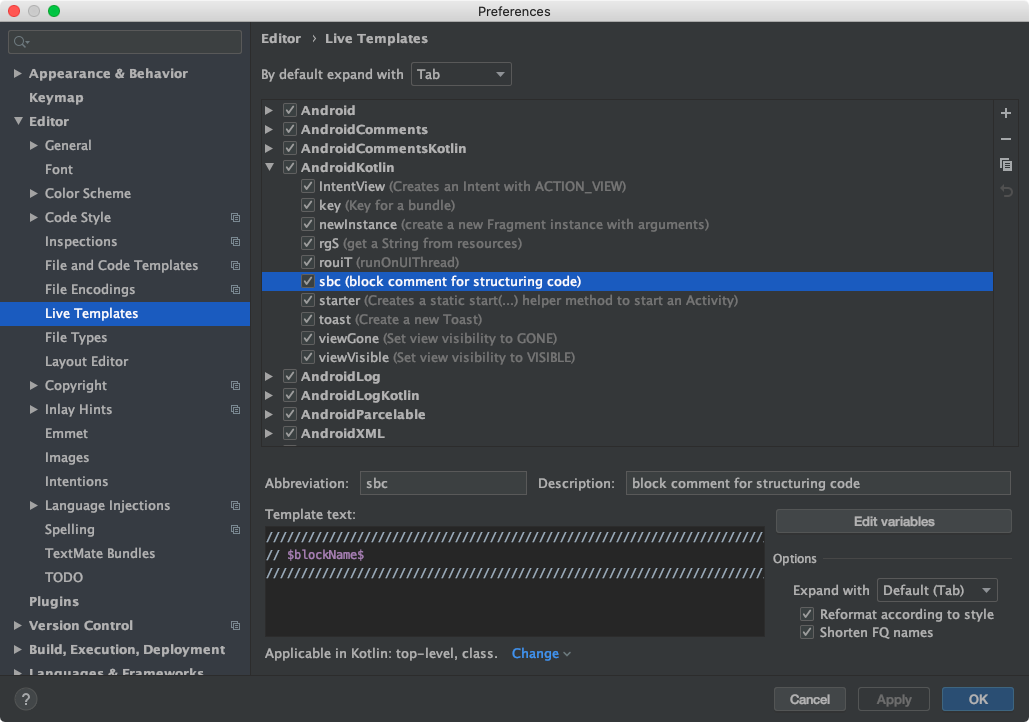 Preferences
Appearance & Behavior
Keymap
Editor
General
Font
Color Scheme
Code Style
Inspections
File and Code Templates
File Encodings
Live Templates
File Types
Layout Editor
Copyright
Inlay Hints
Emmet
Images
Intentions
Language Injections
Spelling
TextMate Bundles
TODO
Plugins
Version Control
Build, Execution, Deployment
Languages & Frameworks
Editor › Live Templates
By default expand with Tab
Android
AndroidComments
AndroidCommentsKotlin
AndroidKotlin
IntentView (Creates an Intent with ACTION_VIEW)
key (Key for a bundle)
newInstance (create a new Fragment instance with arguments)
rgS (get a String from resources)
rouiT (runOnUIThread)
sbc (block comment for structuring code)
starter (Creates a static start(...) helper method to start an Activity)
toast (Create a new Toast)
viewGone (Set view visibility to GONE)
viewVisible (Set view visibility to VISIBLE)
AndroidLog
AndroidLogKotlin
AndroidParcelable
AndroidXML
Abbreviation: sbc Description: block comment for structuring code
Template text:
///////////////////////////////////////////////////////////////////////
// $blockName$
///////////////////////////////////////////////////////////////////////
Edit variables
Options
Expand with Default (Tab)
Reformat according to style
Shorten FQ names
Applicable in Kotlin: top-level, class. Change
? Cancel Apply OK